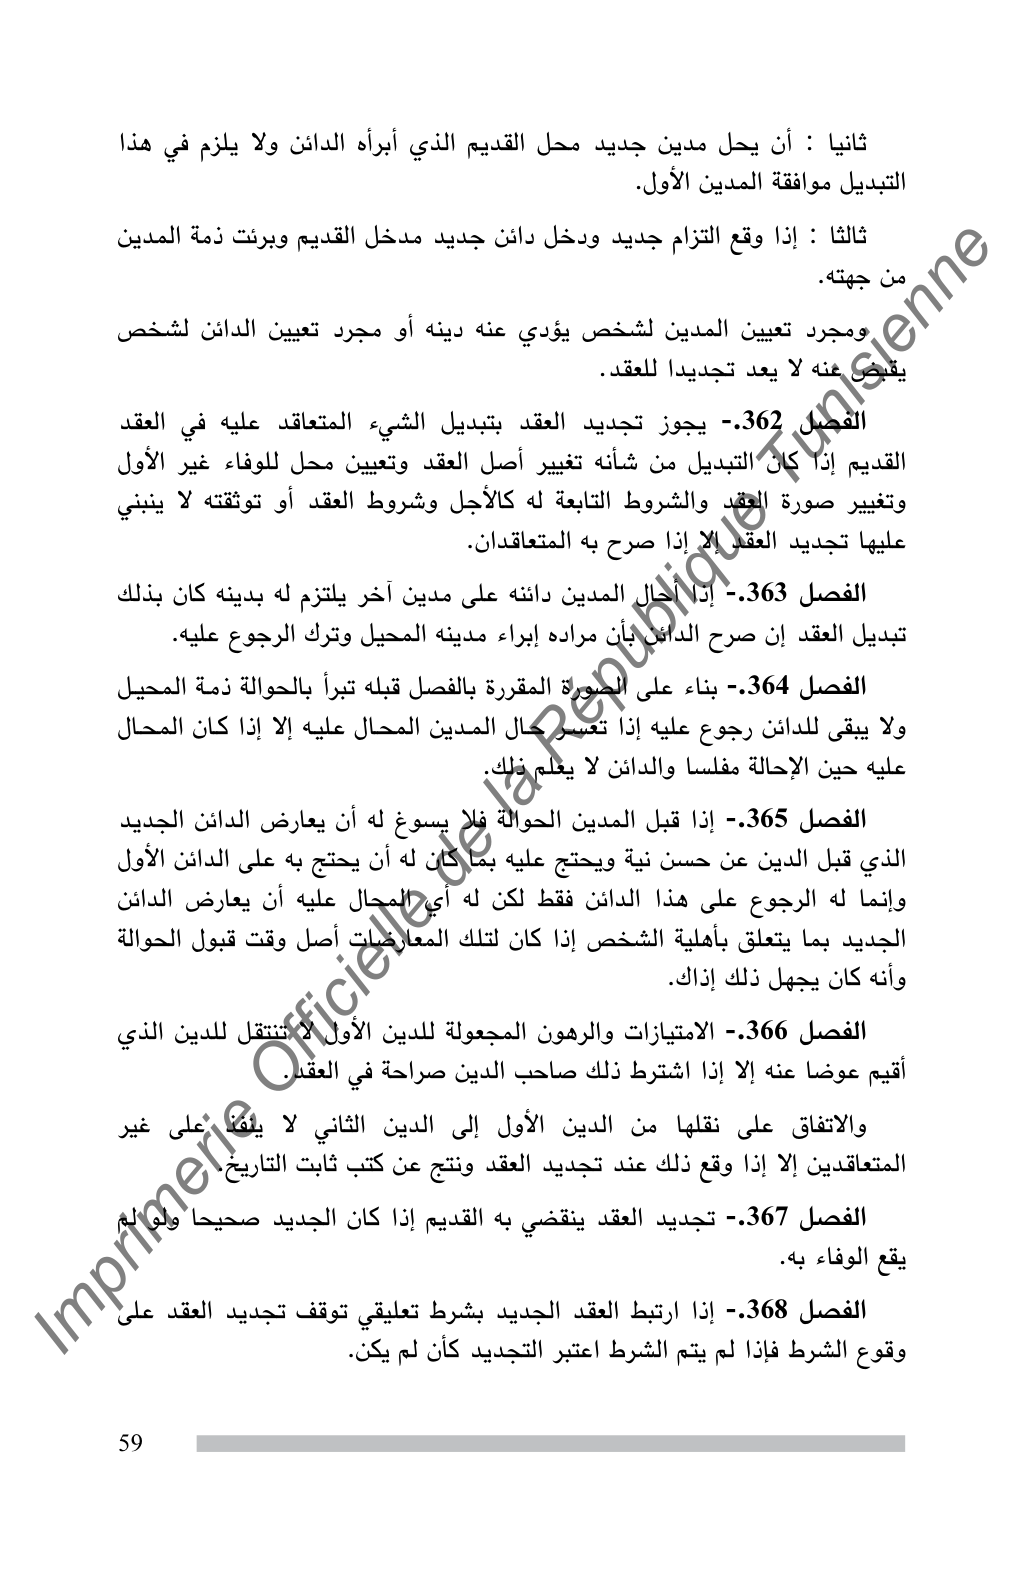 ثانيا : أن يحل مدين جديد محل القديم الذي أبرأه الدائن ولا يلزم في هذا
التبديل موافقة المدين الأول.
ثالثا : إذا وقع التزام جديد ودخل دائن جديد مدخل القديم وبرئت ذمة المدين
من جهته.
ومجرد تعيين المدين لشخص يؤدي عنه دينه أو مجرد تعيين الدائن لشخص
يقبض عنه لا يعد تجديدا للعقد.
الفصل 362.- يجوز تجديد العقد بتبديل الشيء المتعاقد عليه في العقد
القديم إذا كان التبديل من شأنه تغيير أصل العقد وتعيين محل للوفاء غير الأول
وتغيير صورة العقد والشروط التابعة له كالأجل وشروط العقد أو توثقته لا ينبني
عليها تجديد العقد إلا إذا صرح به المتعاقدان.
الفصل 363.- إذا أحال المدين دائنه على مدين آخر يلتزم له بدينه كان بذلك
تبديل العقد إن صرح الدائن بأن مراده إبراء مدينه المحيل وترك الرجوع عليه.
الفصل 364.- بناء على الصورة المقررة بالفصل قبله تبرأ بالحوالة ذمة المحيل
ولا يبقى للدائن رجوع عليه إذا تعسر حال المدين المحال عليه إلا إذا كان المحال
عليه حين الإحالة مفلسا والدائن لا يعلم ذلك.
الفصل 365.- إذا قبل المدين الحوالة فلا يسوغ له أن يعارض الدائن الجديد
الذي قبل الدين عن حسن نية ويحتج عليه بما كان له أن يحتج به على الدائن الأول
وإنما له الرجوع على هذا الدائن فقط لكن له أي المحال عليه أن يعارض الدائن
الجديد بما يتعلق بأهلية الشخص إذا كان لتلك المعارضات أصل وقت قبول الحوالة
وأنه كان يجهل ذلك إذاك.
الفصل 366.- الامتيازات والرهون المجعولة للدين الأول لا تنتقل للدين الذي
أقيم عوضا عنه إلا إذا اشترط ذلك صاحب الدين صراحة في العقد.
والاتفاق على نقلها من الدين الأول إلى الدين الثاني لا ينفذ على غير
المتعاقدين إلا إذا وقع ذلك عند تجديد العقد ونتج عن كتب ثابت التاريخ.
الفصل 367.- تجديد العقد ينقضي به القديم إذا كان الجديد صحيحا ولو لم
يقع الوفاء به.
الفصل 368.- إذا ارتبط العقد الجديد بشرط تعليقي توقف تجديد العقد على
وقوع الشرط فإذا لم يتم الشرط اعتبر التجديد كأن لم يكن.
59
Imprimerie Officielle de la République Tunisienne